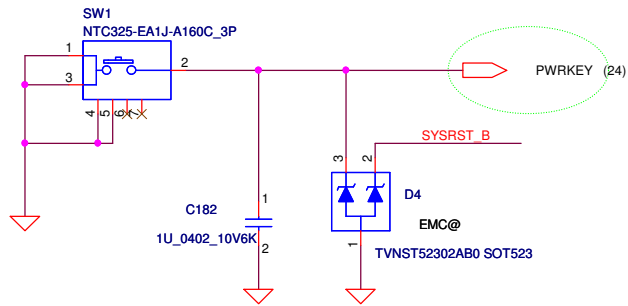 SW1
NTC325-EA1J-A160C_3P
1
3
2
4
5
6
7
PWRKEY (24)
SYSRST_B
3
2
D4
EMC@
1
TVNST52302AB0 SOT523
C182
1U_0402_10V6K
1
2